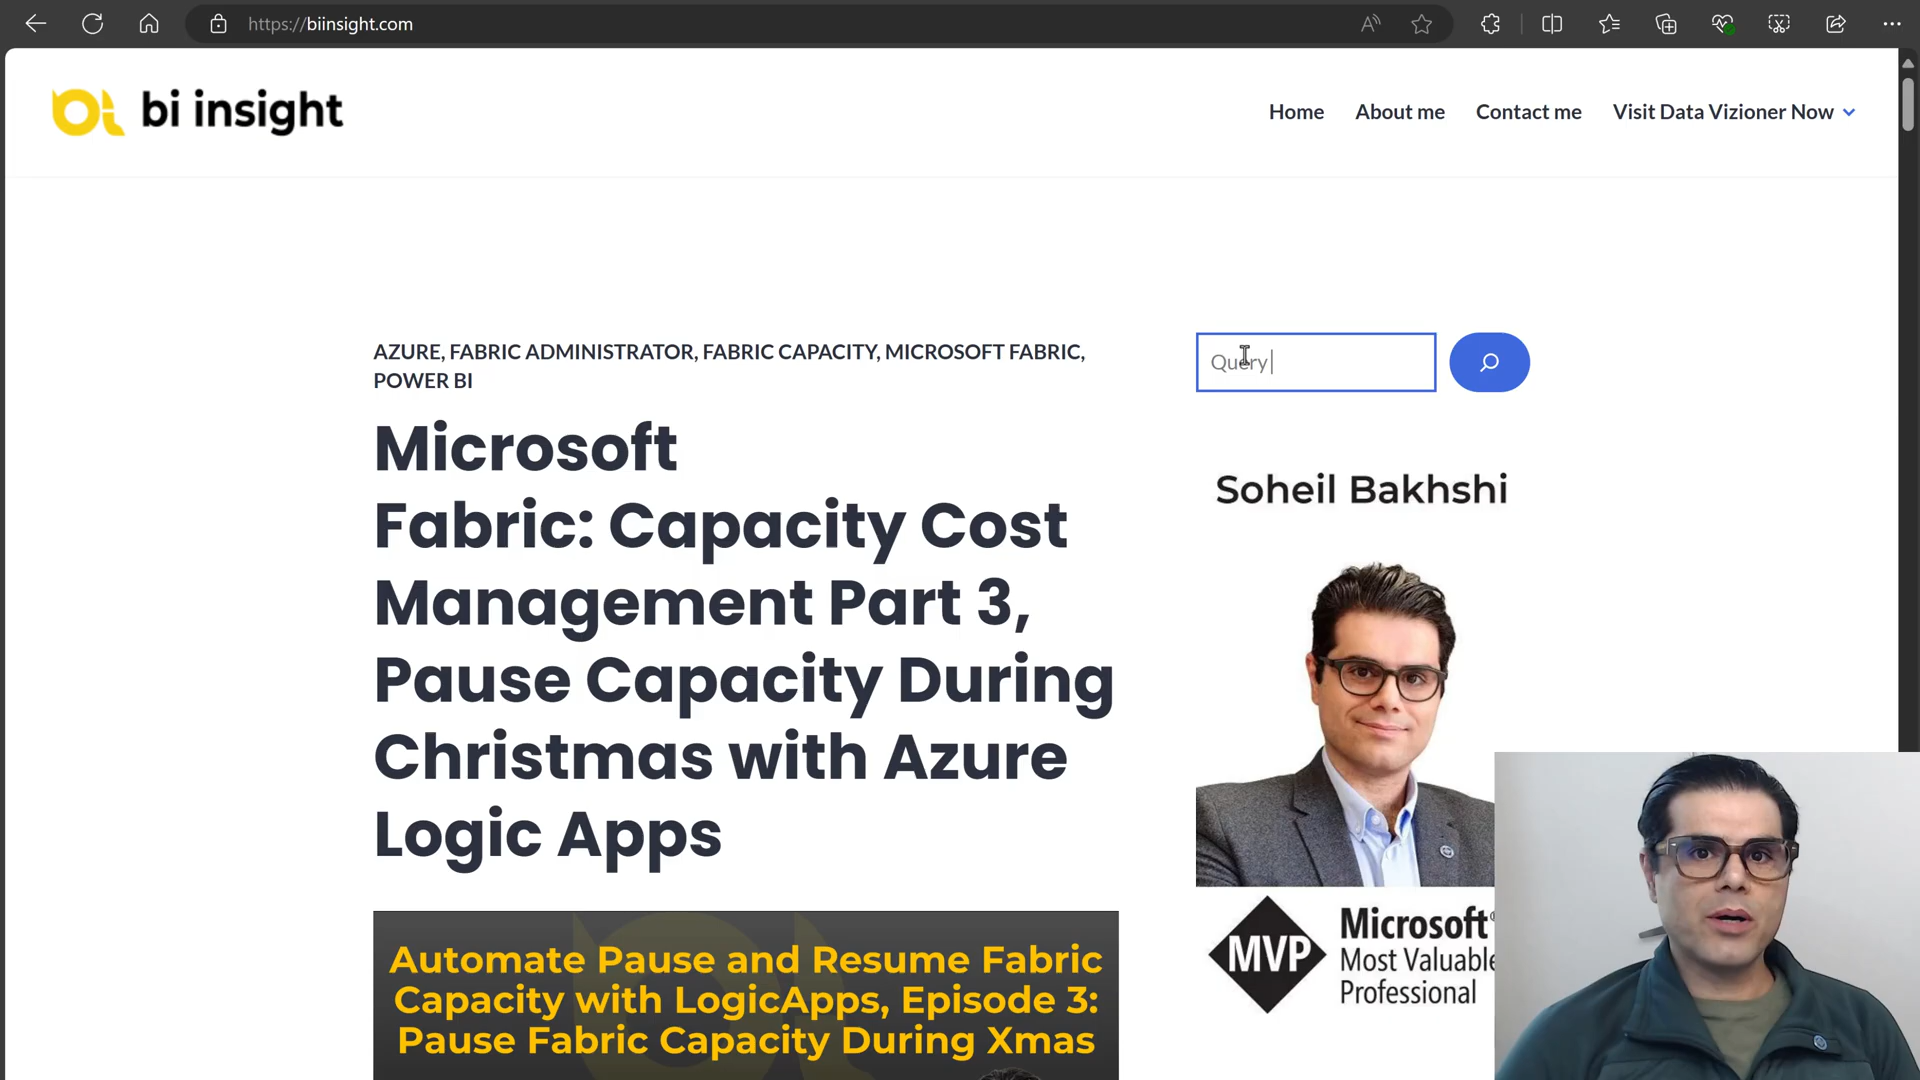 https://biinsight.com
bi insight
Home
About me
Contact me
Visit Data Vizioner Now
AZURE, FABRIC ADMINISTRATOR, FABRIC CAPACITY, MICROSOFT FABRIC,
POWER BI
Query
Microsoft
Fabric: Capacity Cost
Management Part 3,
Pause Capacity During
Christmas with Azure
Logic Apps
Soheil Bakhshi
MVP
Microsoft
Most Valuable
Professional
Automate Pause and Resume Fabric
Capacity with LogicApps, Episode 3:
Pause Fabric Capacity During Xmas